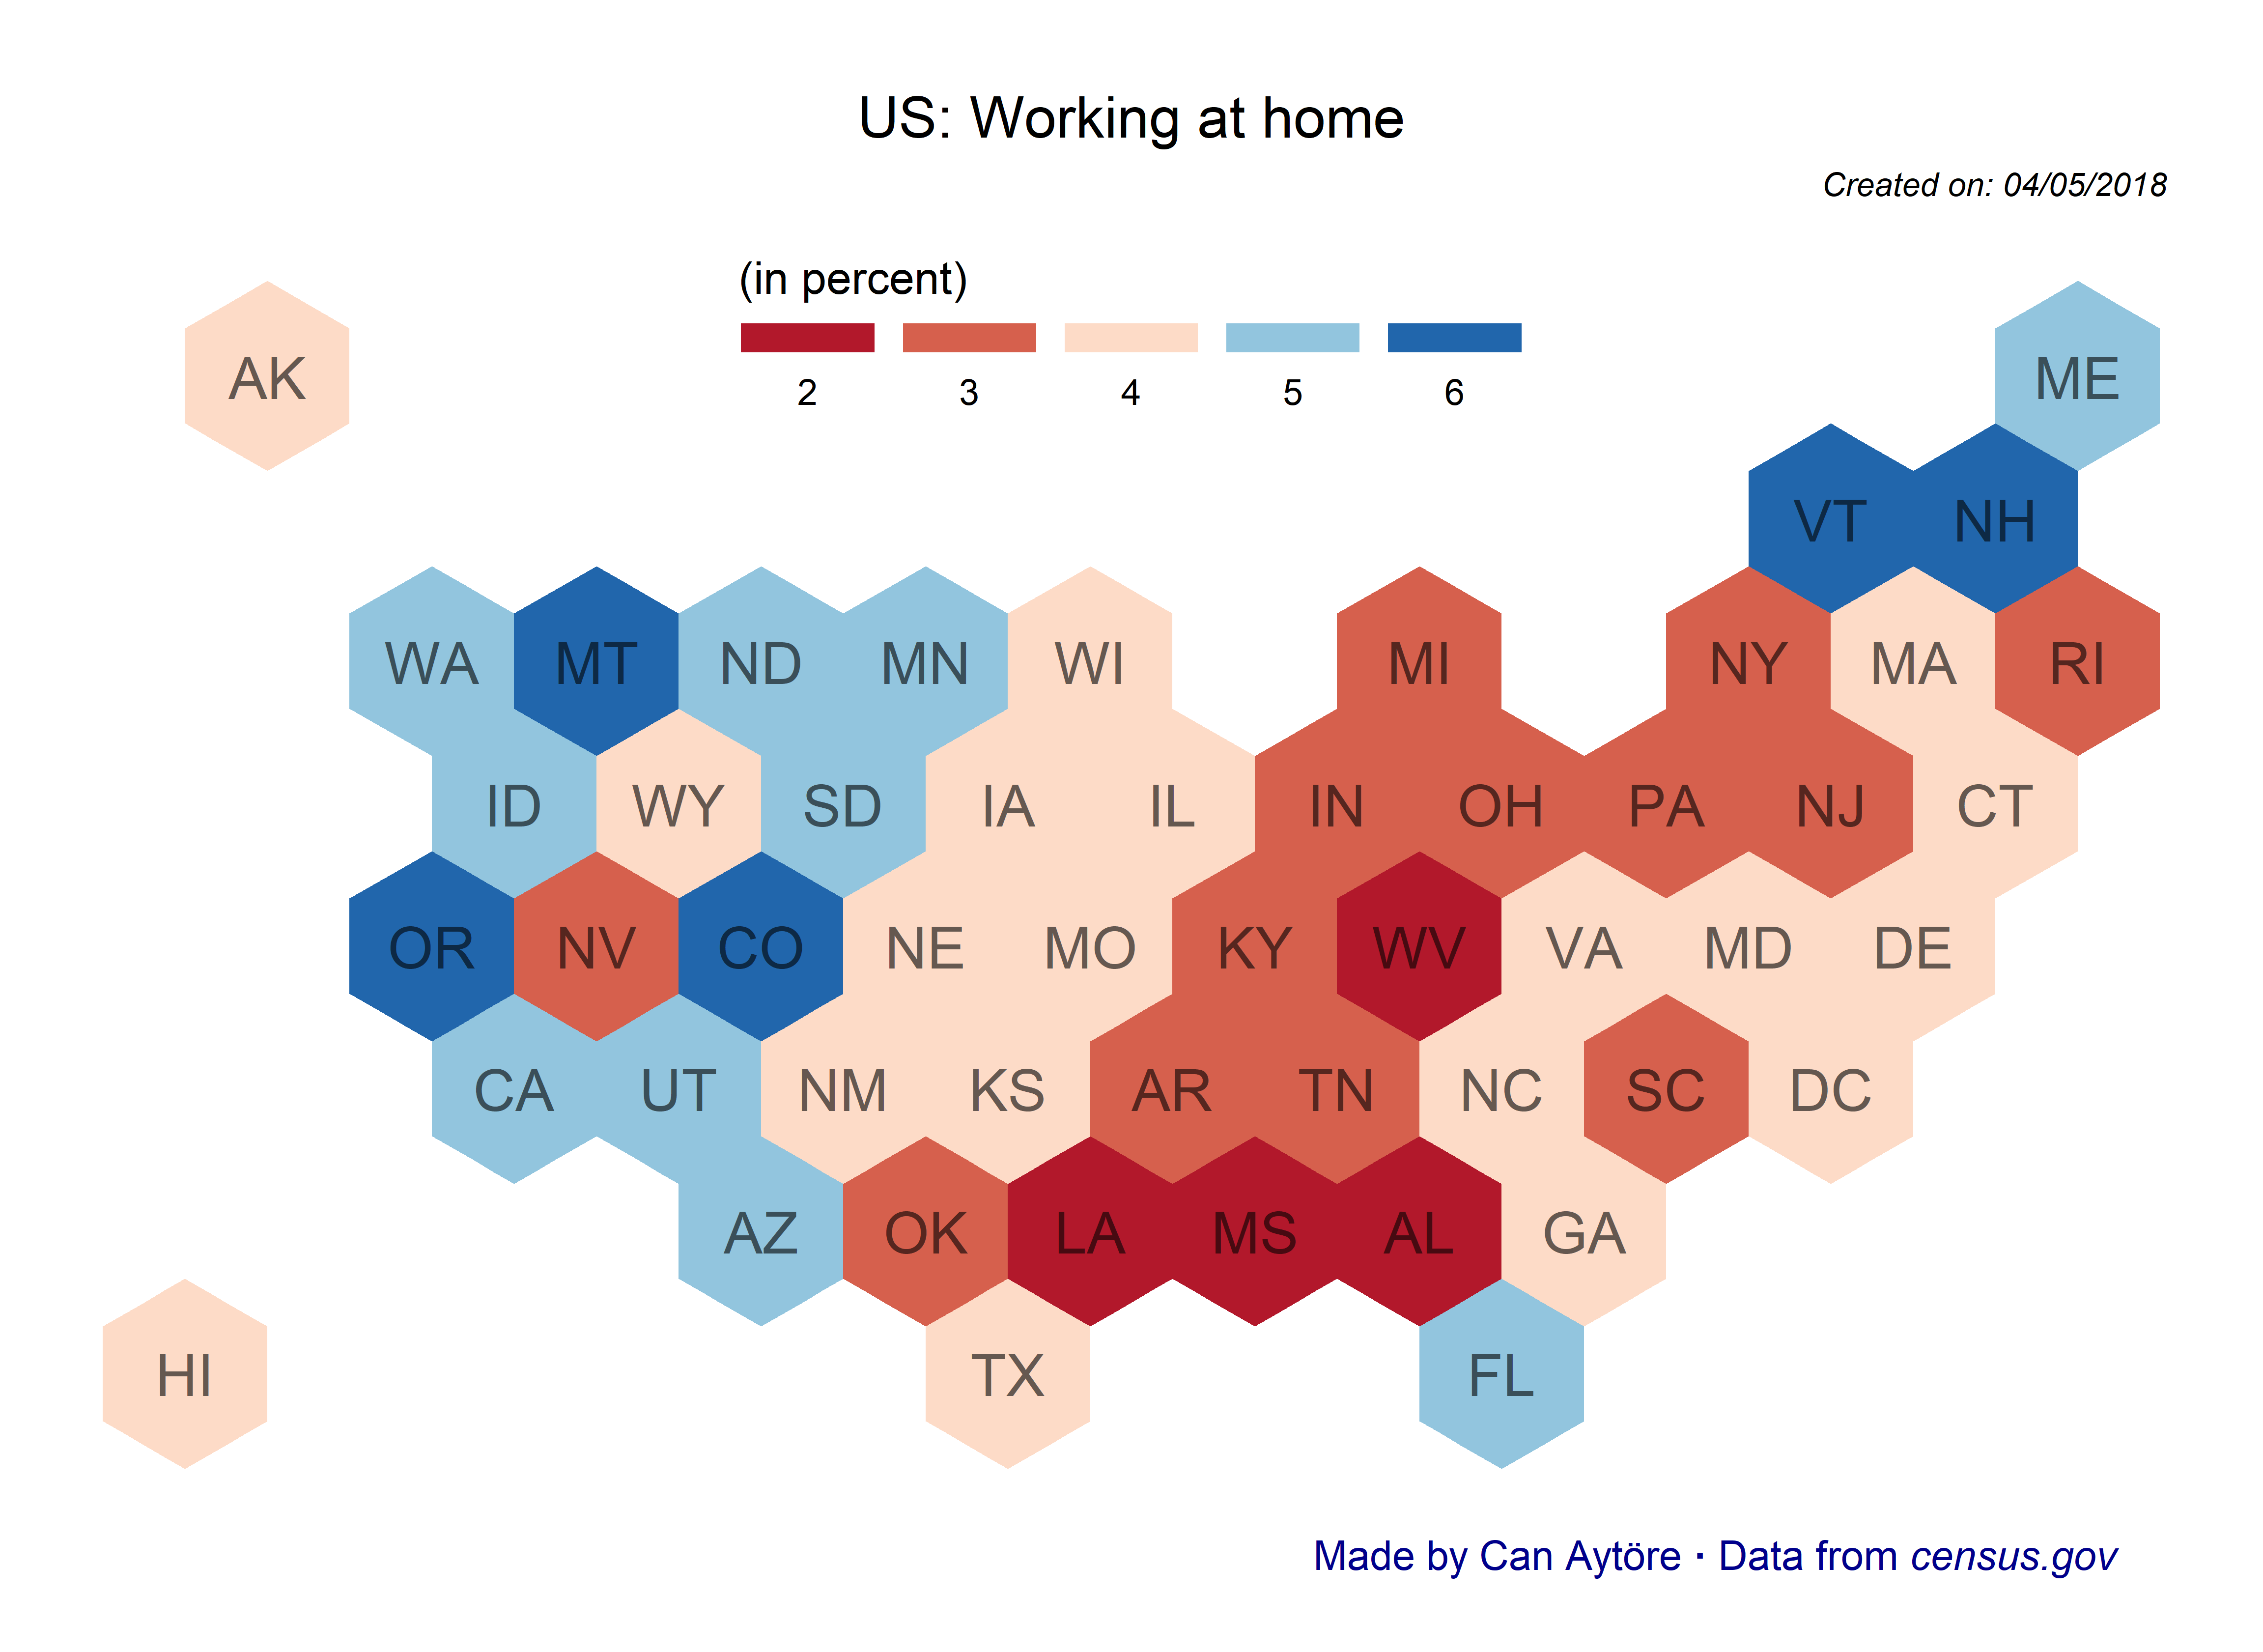 US: Working at home
Created on: 04/05/2018
(in percent)
2 3 4 5 6
AK ME
VT NH
WA MT ND MN WI MI NY MA RI
ID WY SD IA IL IN OH PA NJ CT
OR NV CO NE MO KY WV VA MD DE
CA UT NM KS AR TN NC SC DC
AZ OK LA MS AL GA
HI TX FL
Made by Can Aytöre · Data from census.gov